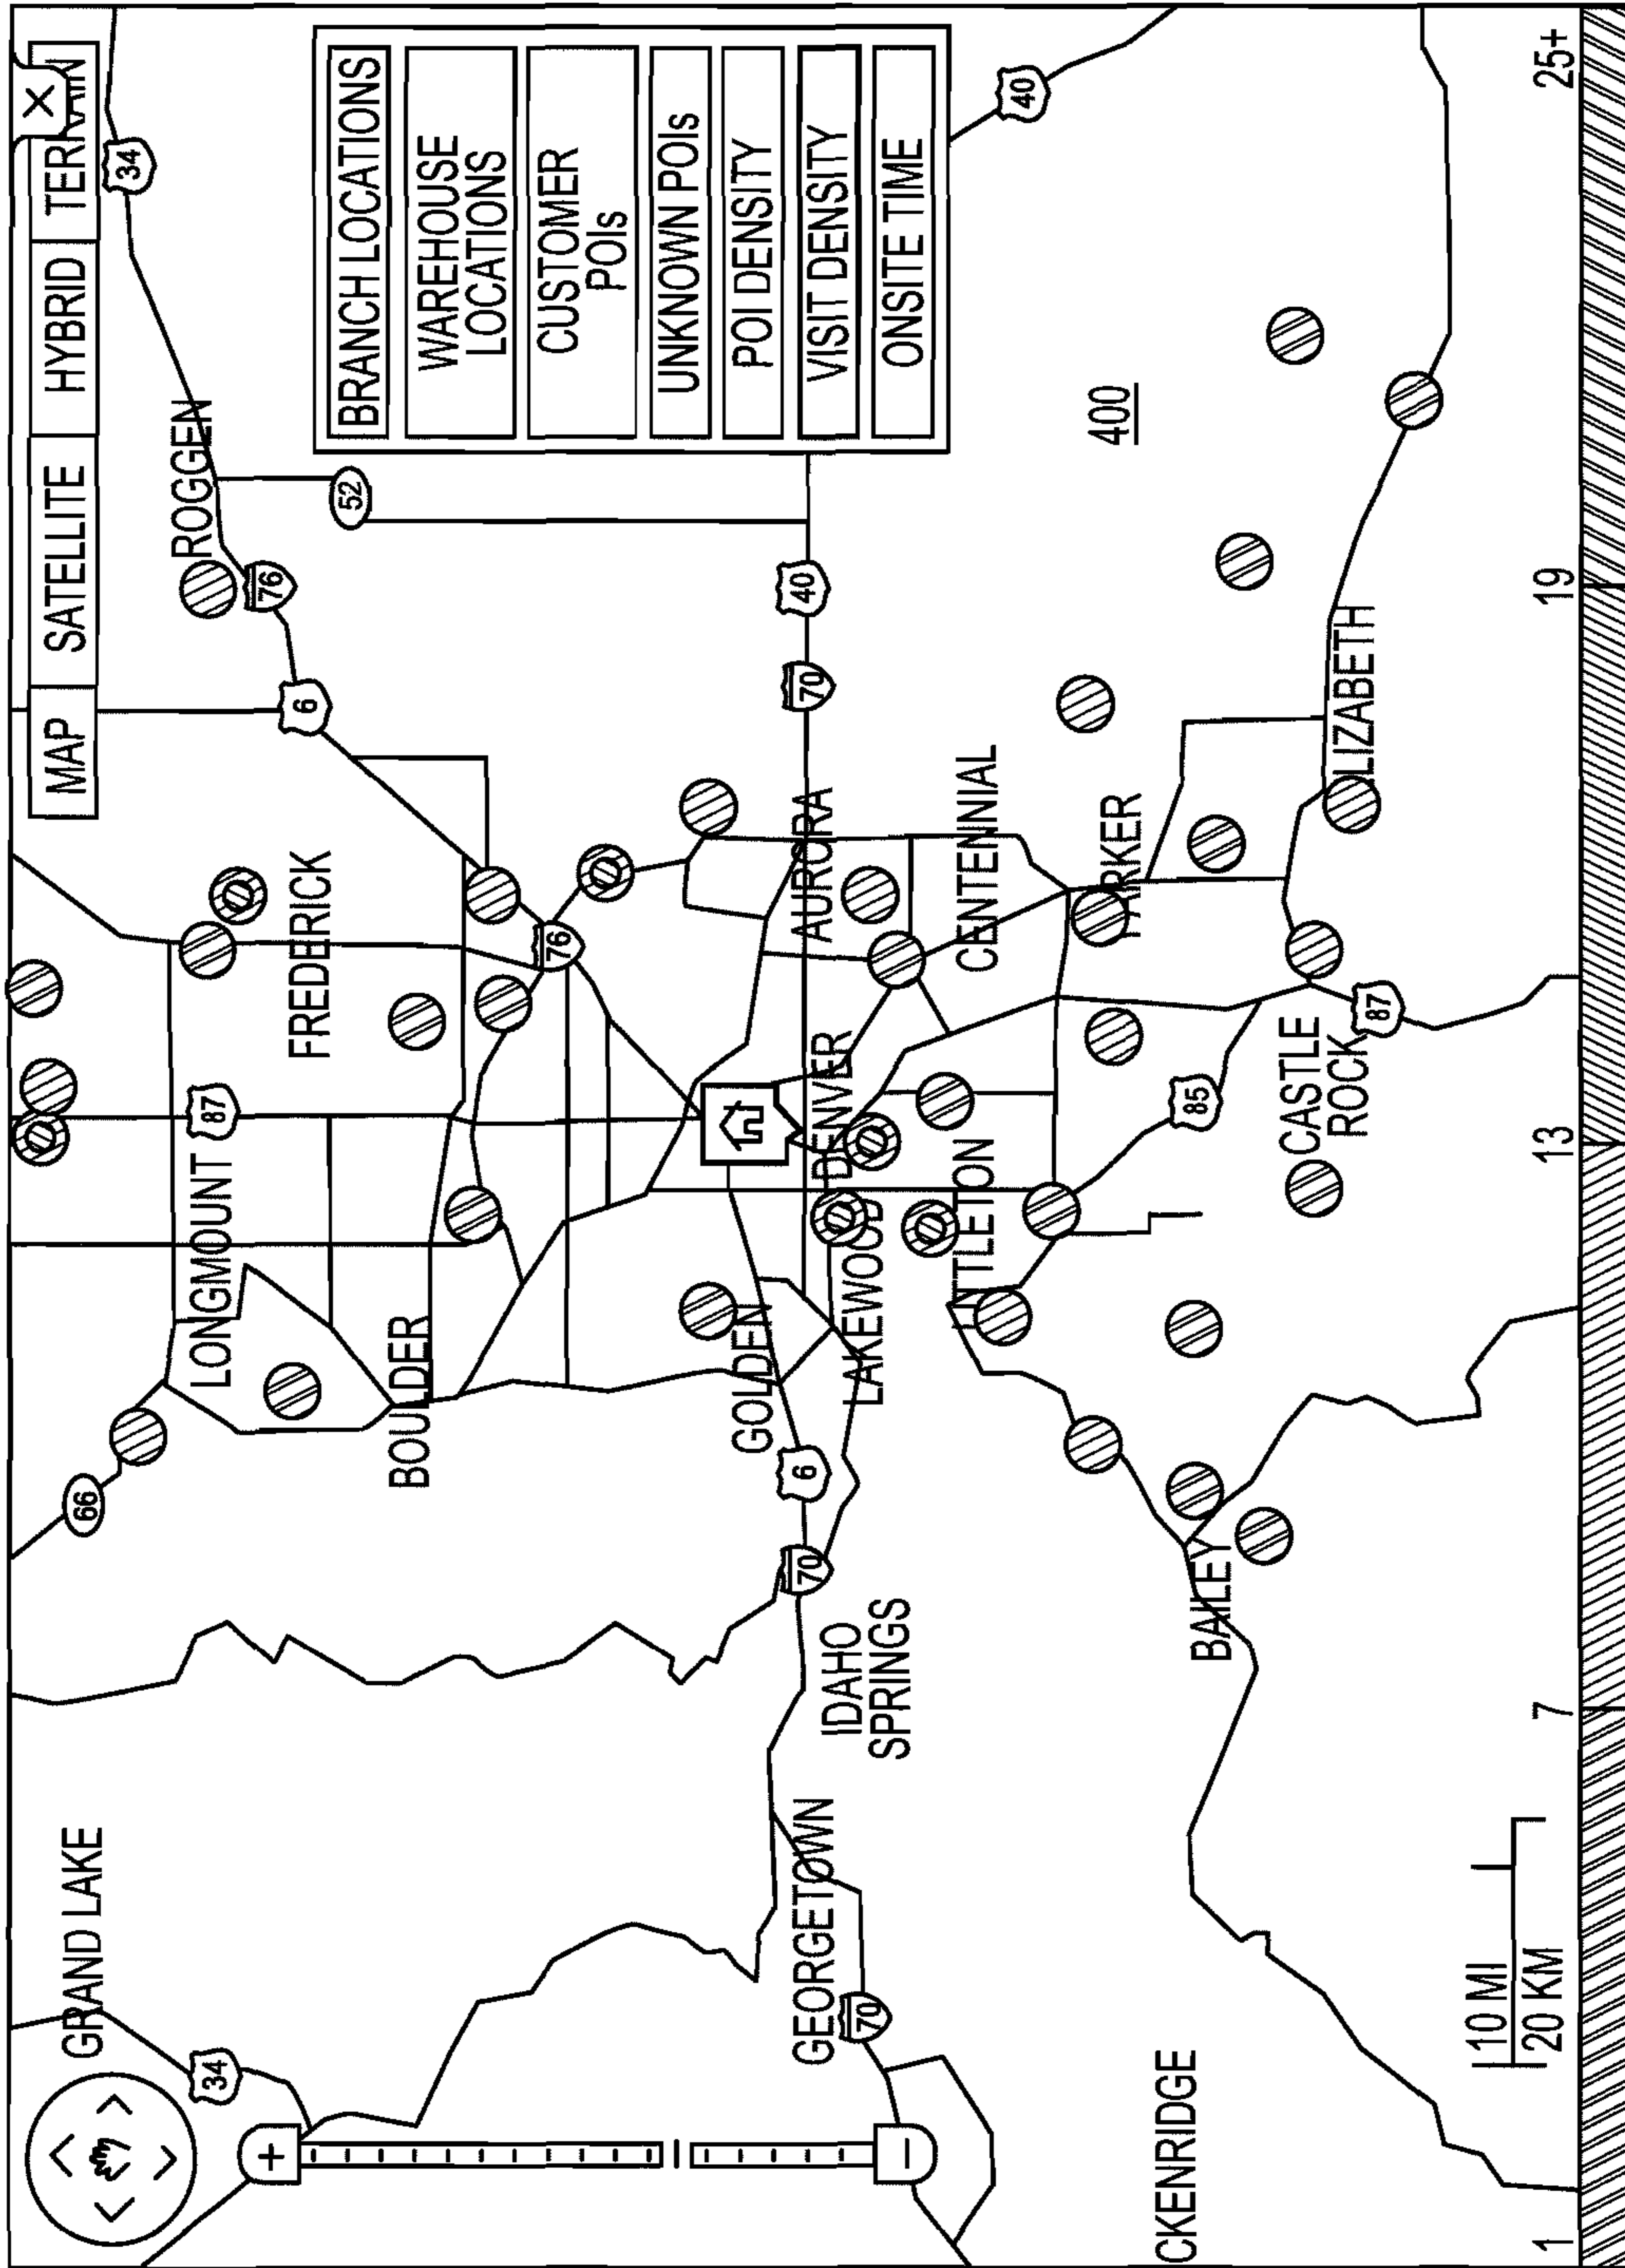 MAP
SATELLITE
HYBRID
TERRAIN
X
GRAND LAKE
34
66
LONGMOUNT
87
FREDERICK
ROGGEN
34
76
6
52
BOULDER
76
+
BRANCH LOCATIONS
WAREHOUSE
LOCATIONS
CUSTOMER
POIs
UNKNOWN POIs
POI DENSITY
VISIT DENSITY
ONSITE TIME
GOLDEN
6
70
DENVER
AURORA
70
40
GEORGETOWN
70
IDAHO
SPRINGS
LAKEWOOD
LITTLETON
CENTENNIAL
40
−
400
CKENRIDGE
BAILEY
85
PARKER
CASTLE
ROCK
87
LIZABETH
10 MI
20 KM
1
7
13
19
25+